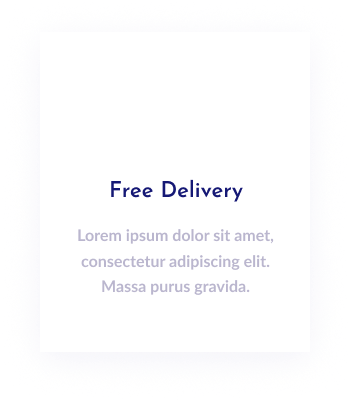 Free Delivery
Lorem ipsum dolor sit amet,
consectetur adipiscing elit.
Massa purus gravida.